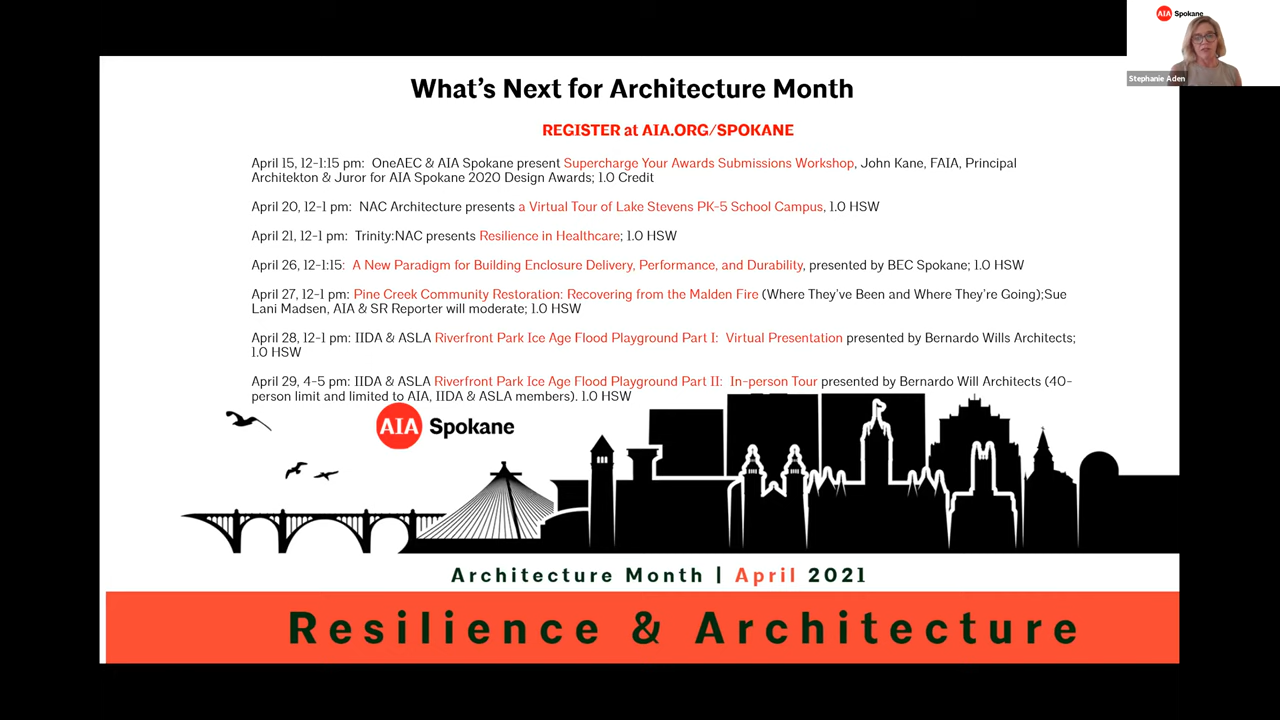 AIA Spokane
Stephanie Aden
What's Next for Architecture Month
REGISTER at AIA.ORG/SPOKANE
April 15, 12-1:15 pm: OneAEC & AIA Spokane present Supercharge Your Awards Submissions Workshop, John Kane, FAIA, Principal
Architekton & Juror for AIA Spokane 2020 Design Awards; 1.0 Credit
April 20, 12-1 pm: NAC Architecture presents a Virtual Tour of Lake Stevens PK-5 School Campus, 1.0 HSW
April 21, 12-1 pm: Trinity:NAC presents Resilience in Healthcare; 1.0 HSW
April 26, 12-1:15: A New Paradigm for Building Enclosure Delivery, Performance, and Durability, presented by BEC Spokane; 1.0 HSW
April 27, 12-1 pm: Pine Creek Community Restoration: Recovering from the Malden Fire (Where They've Been and Where They're Going);Sue
Lani Madsen, AIA & SR Reporter will moderate; 1.0 HSW
April 28, 12-1 pm: IIDA & ASLA Riverfront Park Ice Age Flood Playground Part I: Virtual Presentation presented by Bernardo Wills Architects;
1.0 HSW
April 29, 4-5 pm: IIDA & ASLA Riverfront Park Ice Age Flood Playground Part II: In-person Tour presented by Bernardo Will Architects (40-
person limit and limited to AIA, IIDA & ASLA members). 1.0 HSW
AIA Spokane
Architecture Month | April 2021
Resilience & Architecture